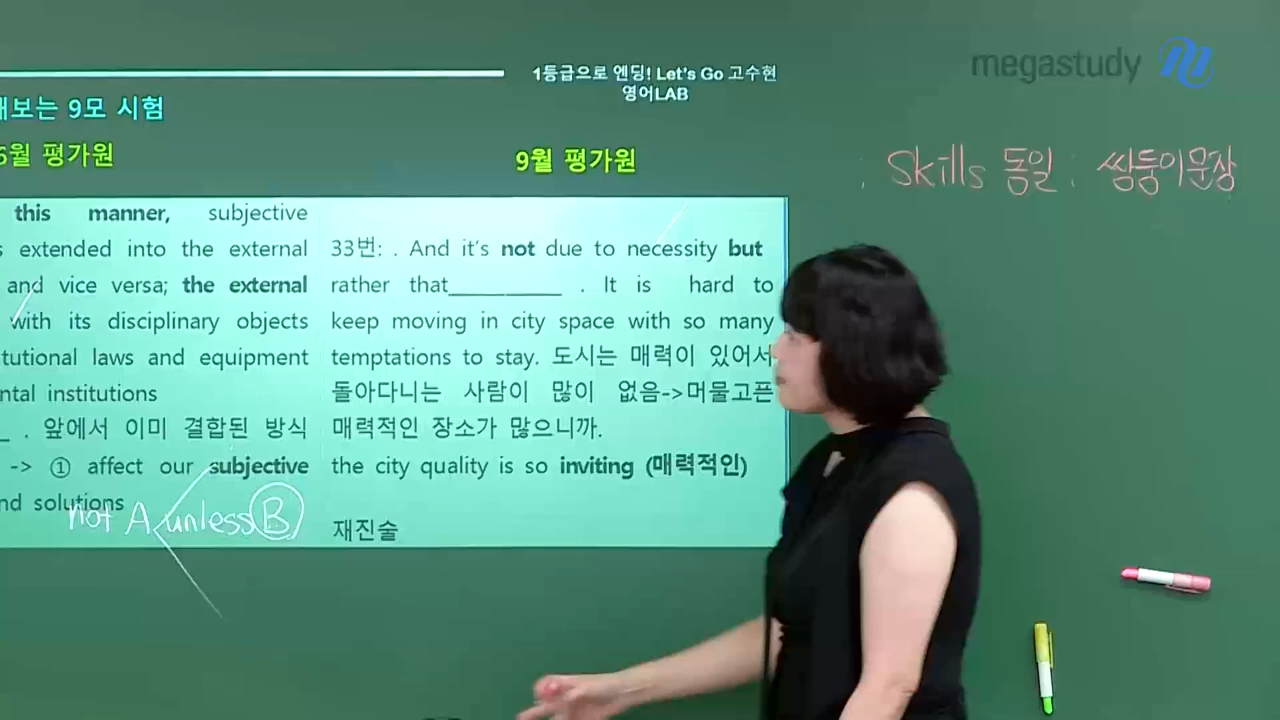 megastudy
1등급으로 엔딩! Let's Go 고수현
영어LAB
해보는 9모 시험
6월 평가원
9월 평가원
Skills 동일 : 쌍둥이문장
this manner, subjective
s extended into the external
and vice versa; the external
with its disciplinary objects
tutional laws and equipment
ntal institutions
_ . 앞에서 이미 결합된 방식
-> ① affect our subjective
nd solutions
not A unless B
33번: . And it's not due to necessity but
rather that__________ . It is hard to
keep moving in city space with so many
temptations to stay. 도시는 매력이 있어서
돌아다니는 사람이 많이 없음->머물고픈
매력적인 장소가 많으니까.
the city quality is so inviting (매력적인)
재진술